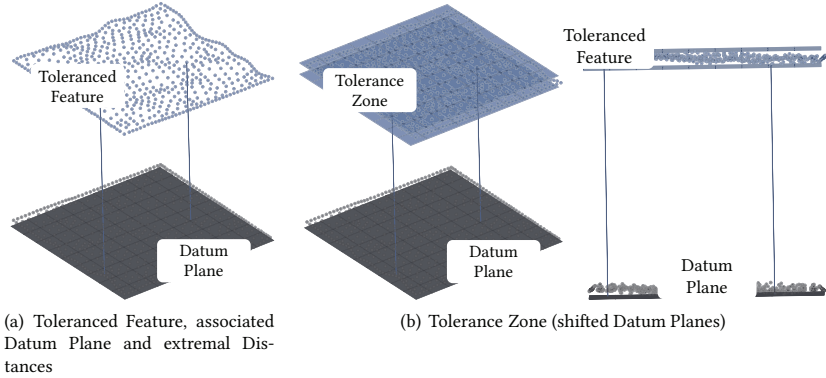 Toleranced
Feature
Datum
Plane
Tolerance
Zone
Datum
Plane
Toleranced
Feature
Datum
Plane
(a) Toleranced Feature, associated
Datum Plane and extremal Dis-
tances
(b) Tolerance Zone (shifted Datum Planes)